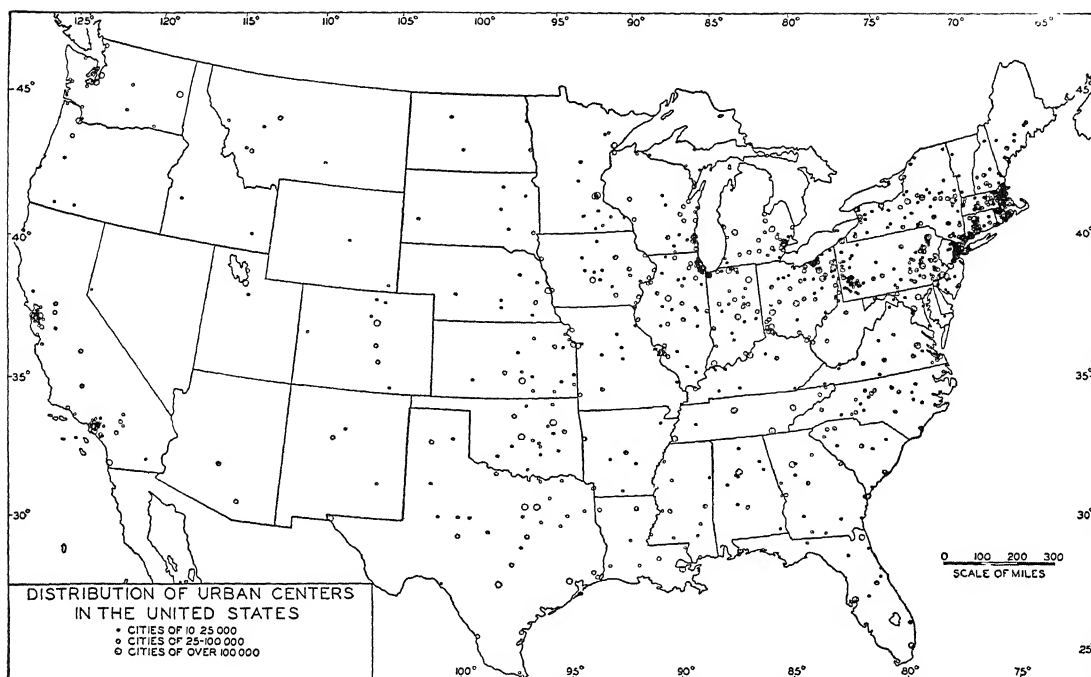 125° 120° 115° 110° 105° 100° 95° 90° 85° 80° 75° 70° 65°
45° 45°
40° 40°
35° 35°
30° 30°
0 100 200 300
SCALE OF MILES
DISTRIBUTION OF URBAN CENTERS
IN THE UNITED STATES
CITIES OF 10 25 000
CITIES OF 25-100 000
CITIES OF OVER 100 000
25°
100° 95° 90° 85° 80° 75°